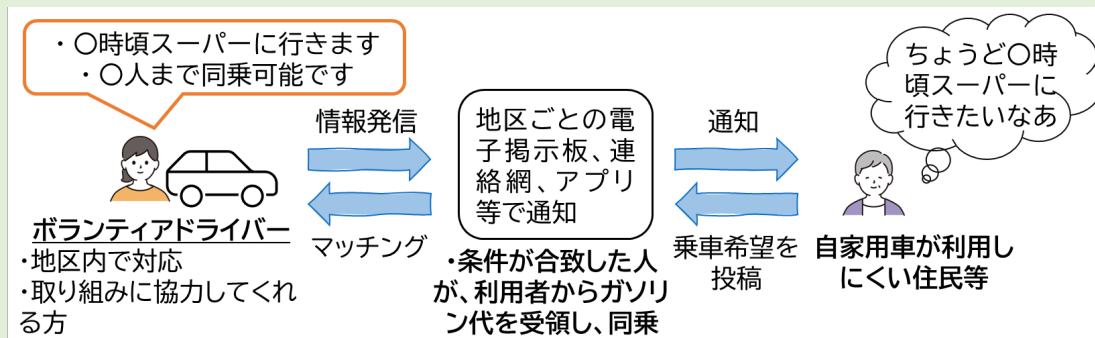 ・〇時頃スーパーに行きます
・〇人まで同乗可能です
情報発信
マッチング
ボランティアドライバー
・地区内で対応
・取り組みに協力してくれ
る方
地区ごとの電
子掲示板、連
絡網、アプリ
等で通知
・条件が合致した人
が、利用者からガソリ
ン代を受領し、同乗
通知
乗車希望を
投稿
ちょうど〇時
頃スーパーに
行きたいなあ
自家用車が利用し
にくい住民等